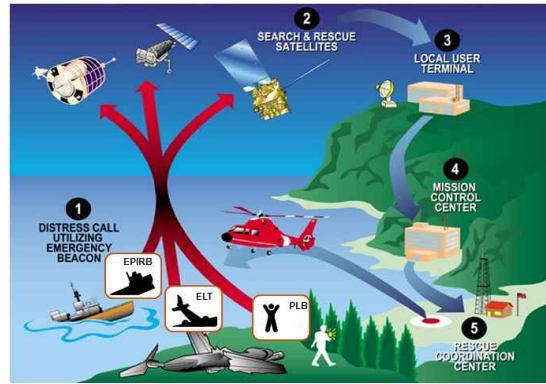 2
SEARCH & RESCUE
SATELLITES
3
LOCAL USER
TERMINAL
4
MISSION
CONTROL
CENTER
1
DISTRESS CALL
UTILIZING
EMERGENCY
BEACON
EPIRB
ELT
PLB
5
RESCUE
COORDINATION
CENTER